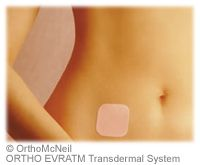 © OrthoMcNeil
ORTHO EVRATM Transdermal System